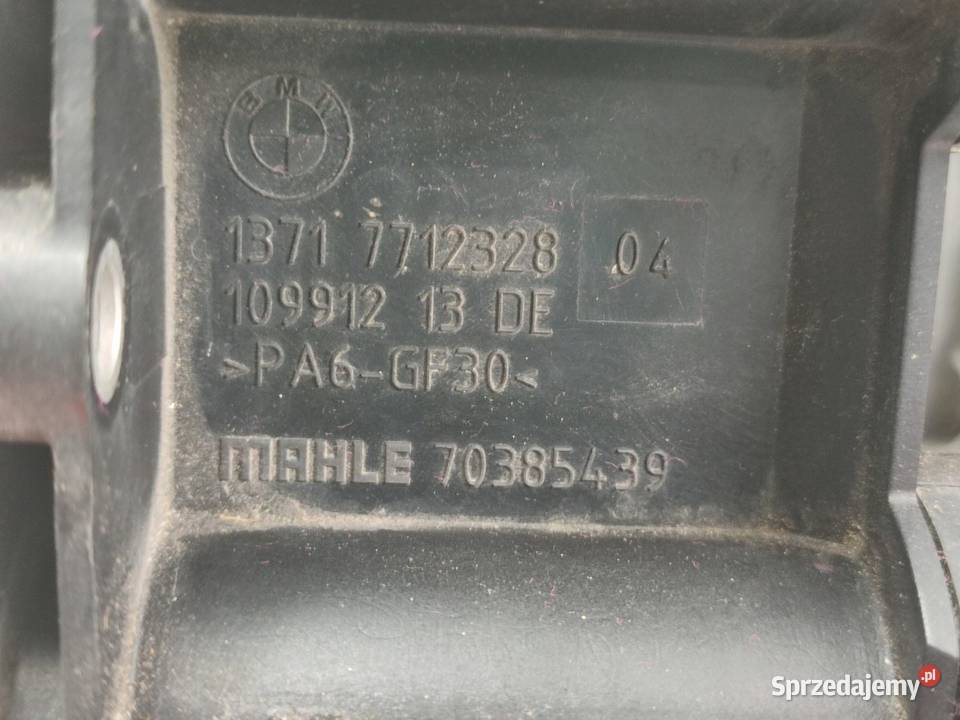 BMW
1371 7712328 04
109912 13 DE
>PA6-GF30<
MAHLE 70385439
Sprzedajemy.pl